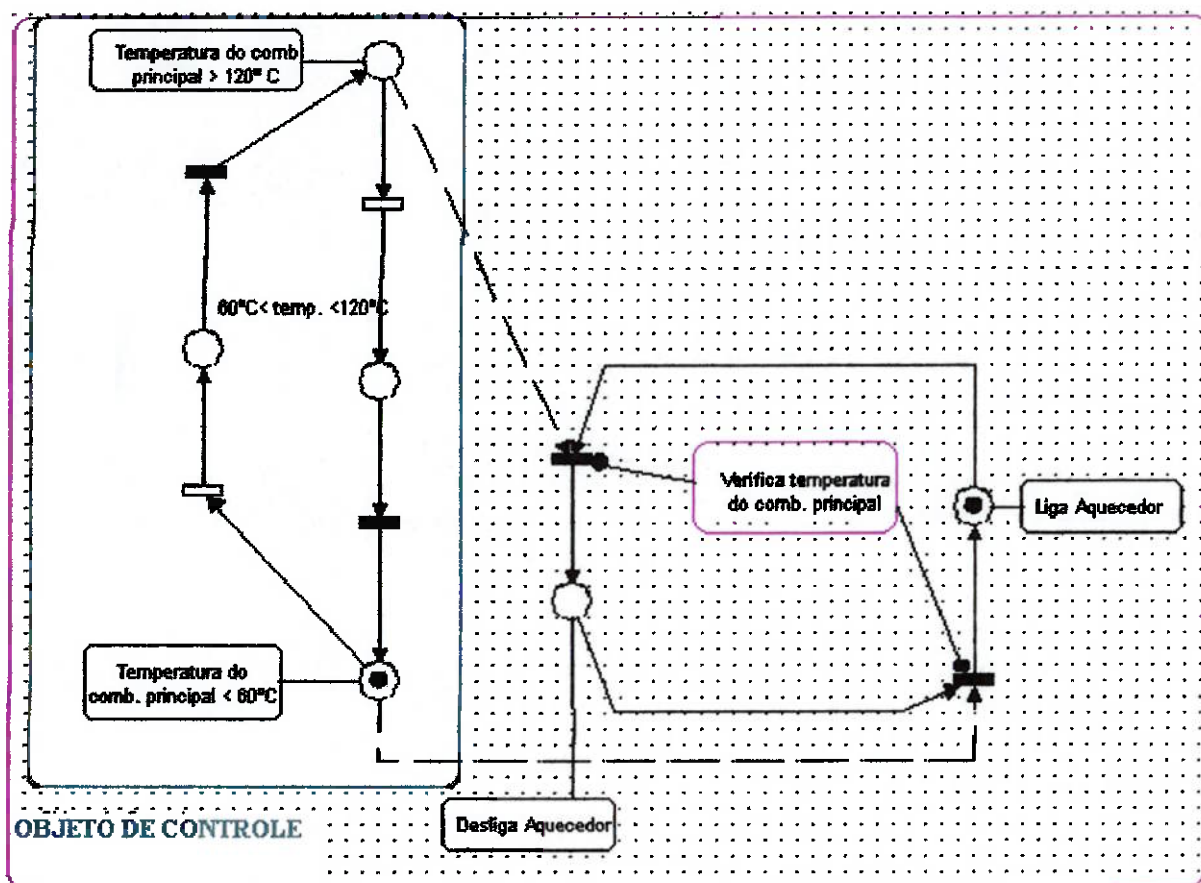 Temperatura do comb
principal > 120° C
60°C< temp. <120°C
Verifica temperatura
do comb. principal
Liga Aquecedor
Temperatura do
comb. principal < 60°C
Desliga Aquecedor
OBJETO DE CONTROLE